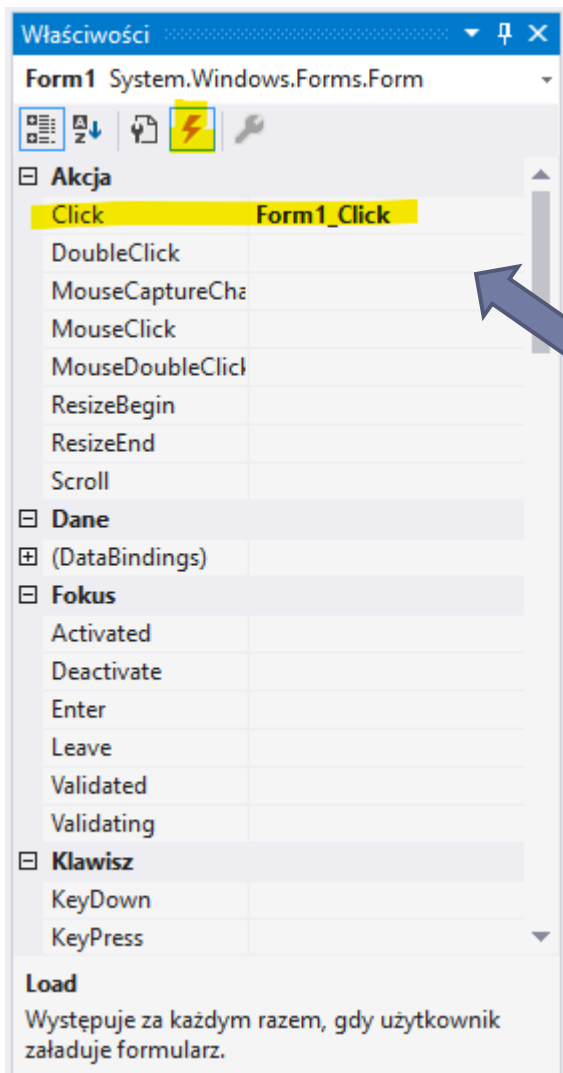 Właściwości
Form1 System.Windows.Forms.Form
Akcja
Click Form1_Click
DoubleClick
MouseCaptureCha
MouseClick
MouseDoubleClick
ResizeBegin
ResizeEnd
Scroll
Dane
(DataBindings)
Fokus
Activated
Deactivate
Enter
Leave
Validated
Validating
Klawisz
KeyDown
KeyPress
Load
Występuje za każdym razem, gdy użytkownik
załaduje formularz.